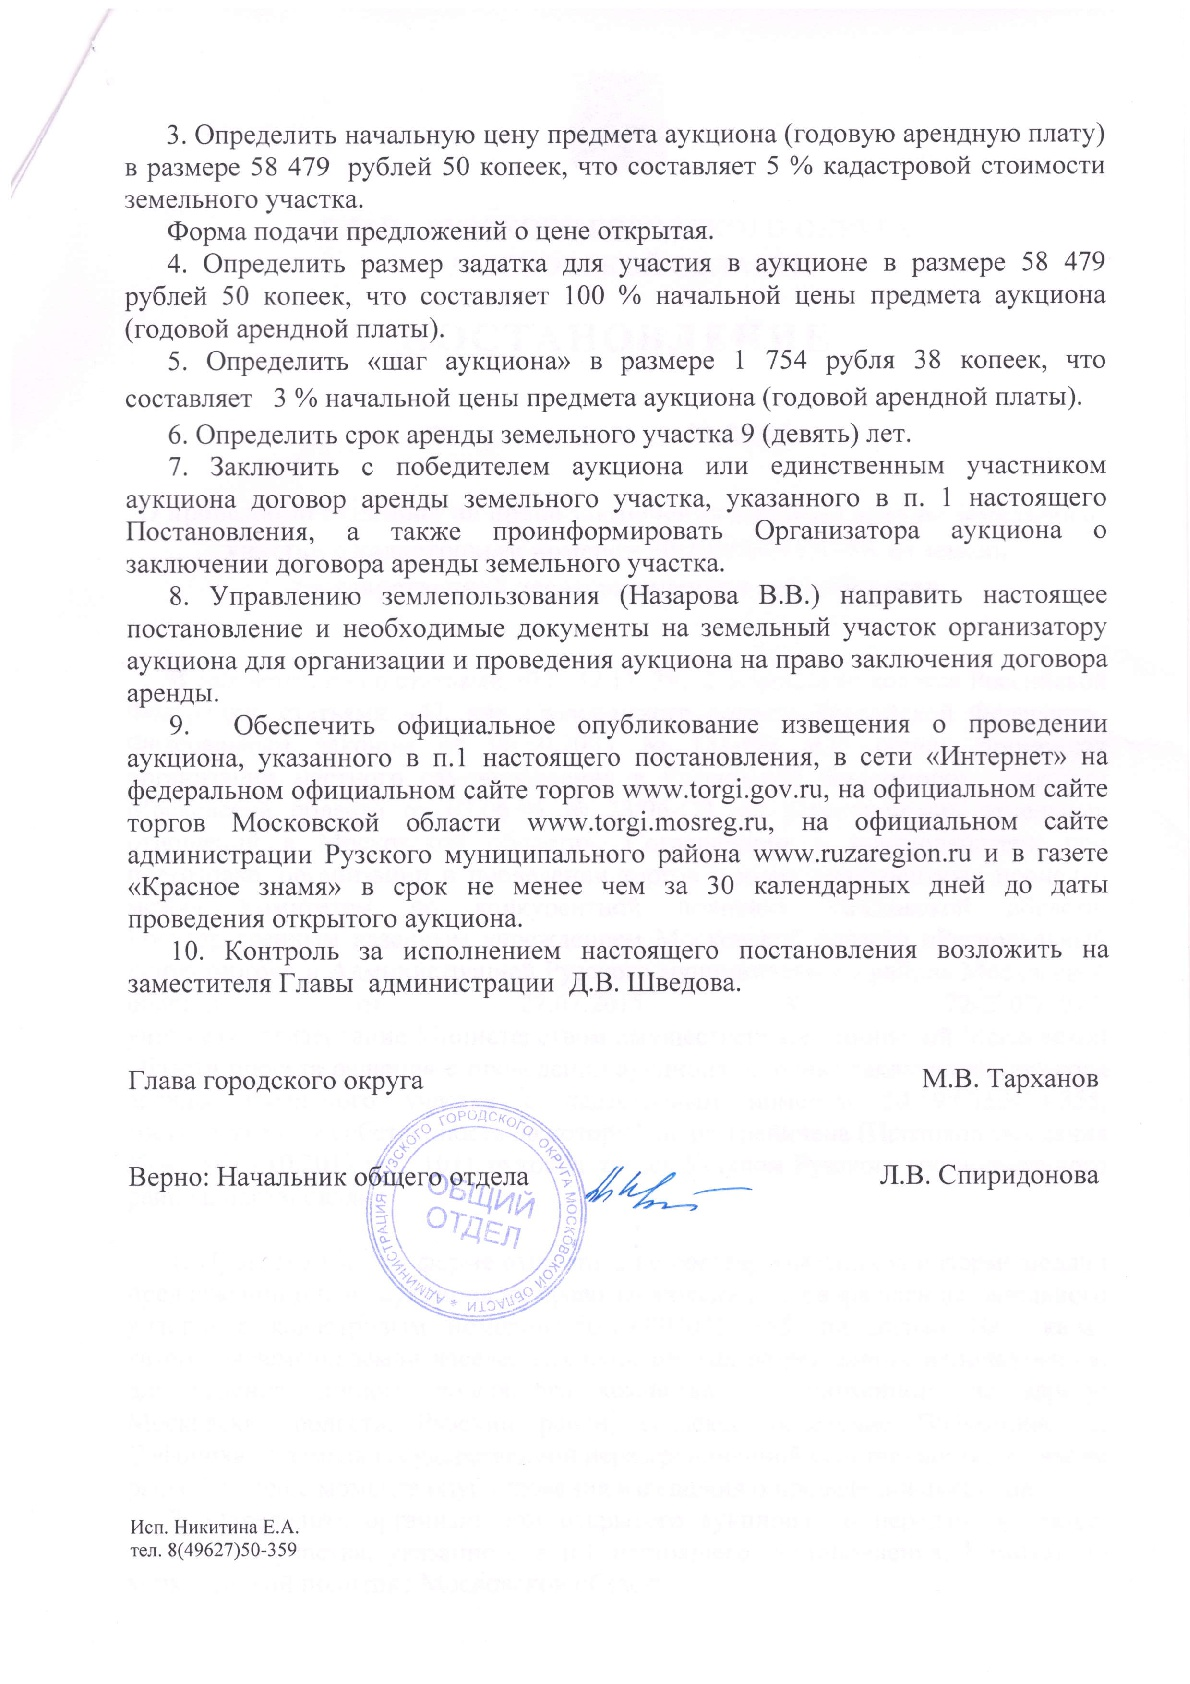 3. Определить начальную цену предмета аукциона (годовую арендную плату)
в размере 58 479 рублей 50 копеек, что составляет 5 % кадастровой стоимости
земельного участка.
Форма подачи предложений о цене открытая.
4. Определить размер задатка для участия в аукционе в размере 58 479
рублей 50 копеек, что составляет 100 % начальной цены предмета аукциона
(годовой арендной платы).
5. Определить «шаг аукциона» в размере 1 754 рубля 38 копеек, что
составляет 3 % начальной цены предмета аукциона (годовой арендной платы).
6. Определить срок аренды земельного участка 9 (девять) лет.
7. Заключить с победителем аукциона или единственным участником
аукциона договор аренды земельного участка, указанного в п. 1 настоящего
Постановления, а также проинформировать Организатора аукциона о
заключении договора аренды земельного участка.
8. Управлению землепользования (Назарова В.В.) направить настоящее
постановление и необходимые документы на земельный участок организатору
аукциона для организации и проведения аукциона на право заключения договора
аренды.
9. Обеспечить официальное опубликование извещения о проведении
аукциона, указанного в п.1 настоящего постановления, в сети «Интернет» на
федеральном официальном сайте торгов www.torgi.gov.ru, на официальном сайте
торгов Московской области www.torgi.mosreg.ru, на официальном сайте
администрации Рузского муниципального района www.ruzaregion.ru и в газете
«Красное знамя» в срок не менее чем за 30 календарных дней до даты
проведения открытого аукциона.
10. Контроль за исполнением настоящего постановления возложить на
заместителя Главы администрации Д.В. Шведова.
Глава городского округа М.В. Тарханов
Верно: Начальник общего отдела Л.В. Спиридонова
АДМИНИСТРАЦИЯ РУЗСКОГО ГОРОДСКОГО ОКРУГА МОСКОВСКОЙ ОБЛАСТИ *
ОБЩИЙ
ОТДЕЛ
Исп. Никитина Е.А.
тел. 8(49627)50-359